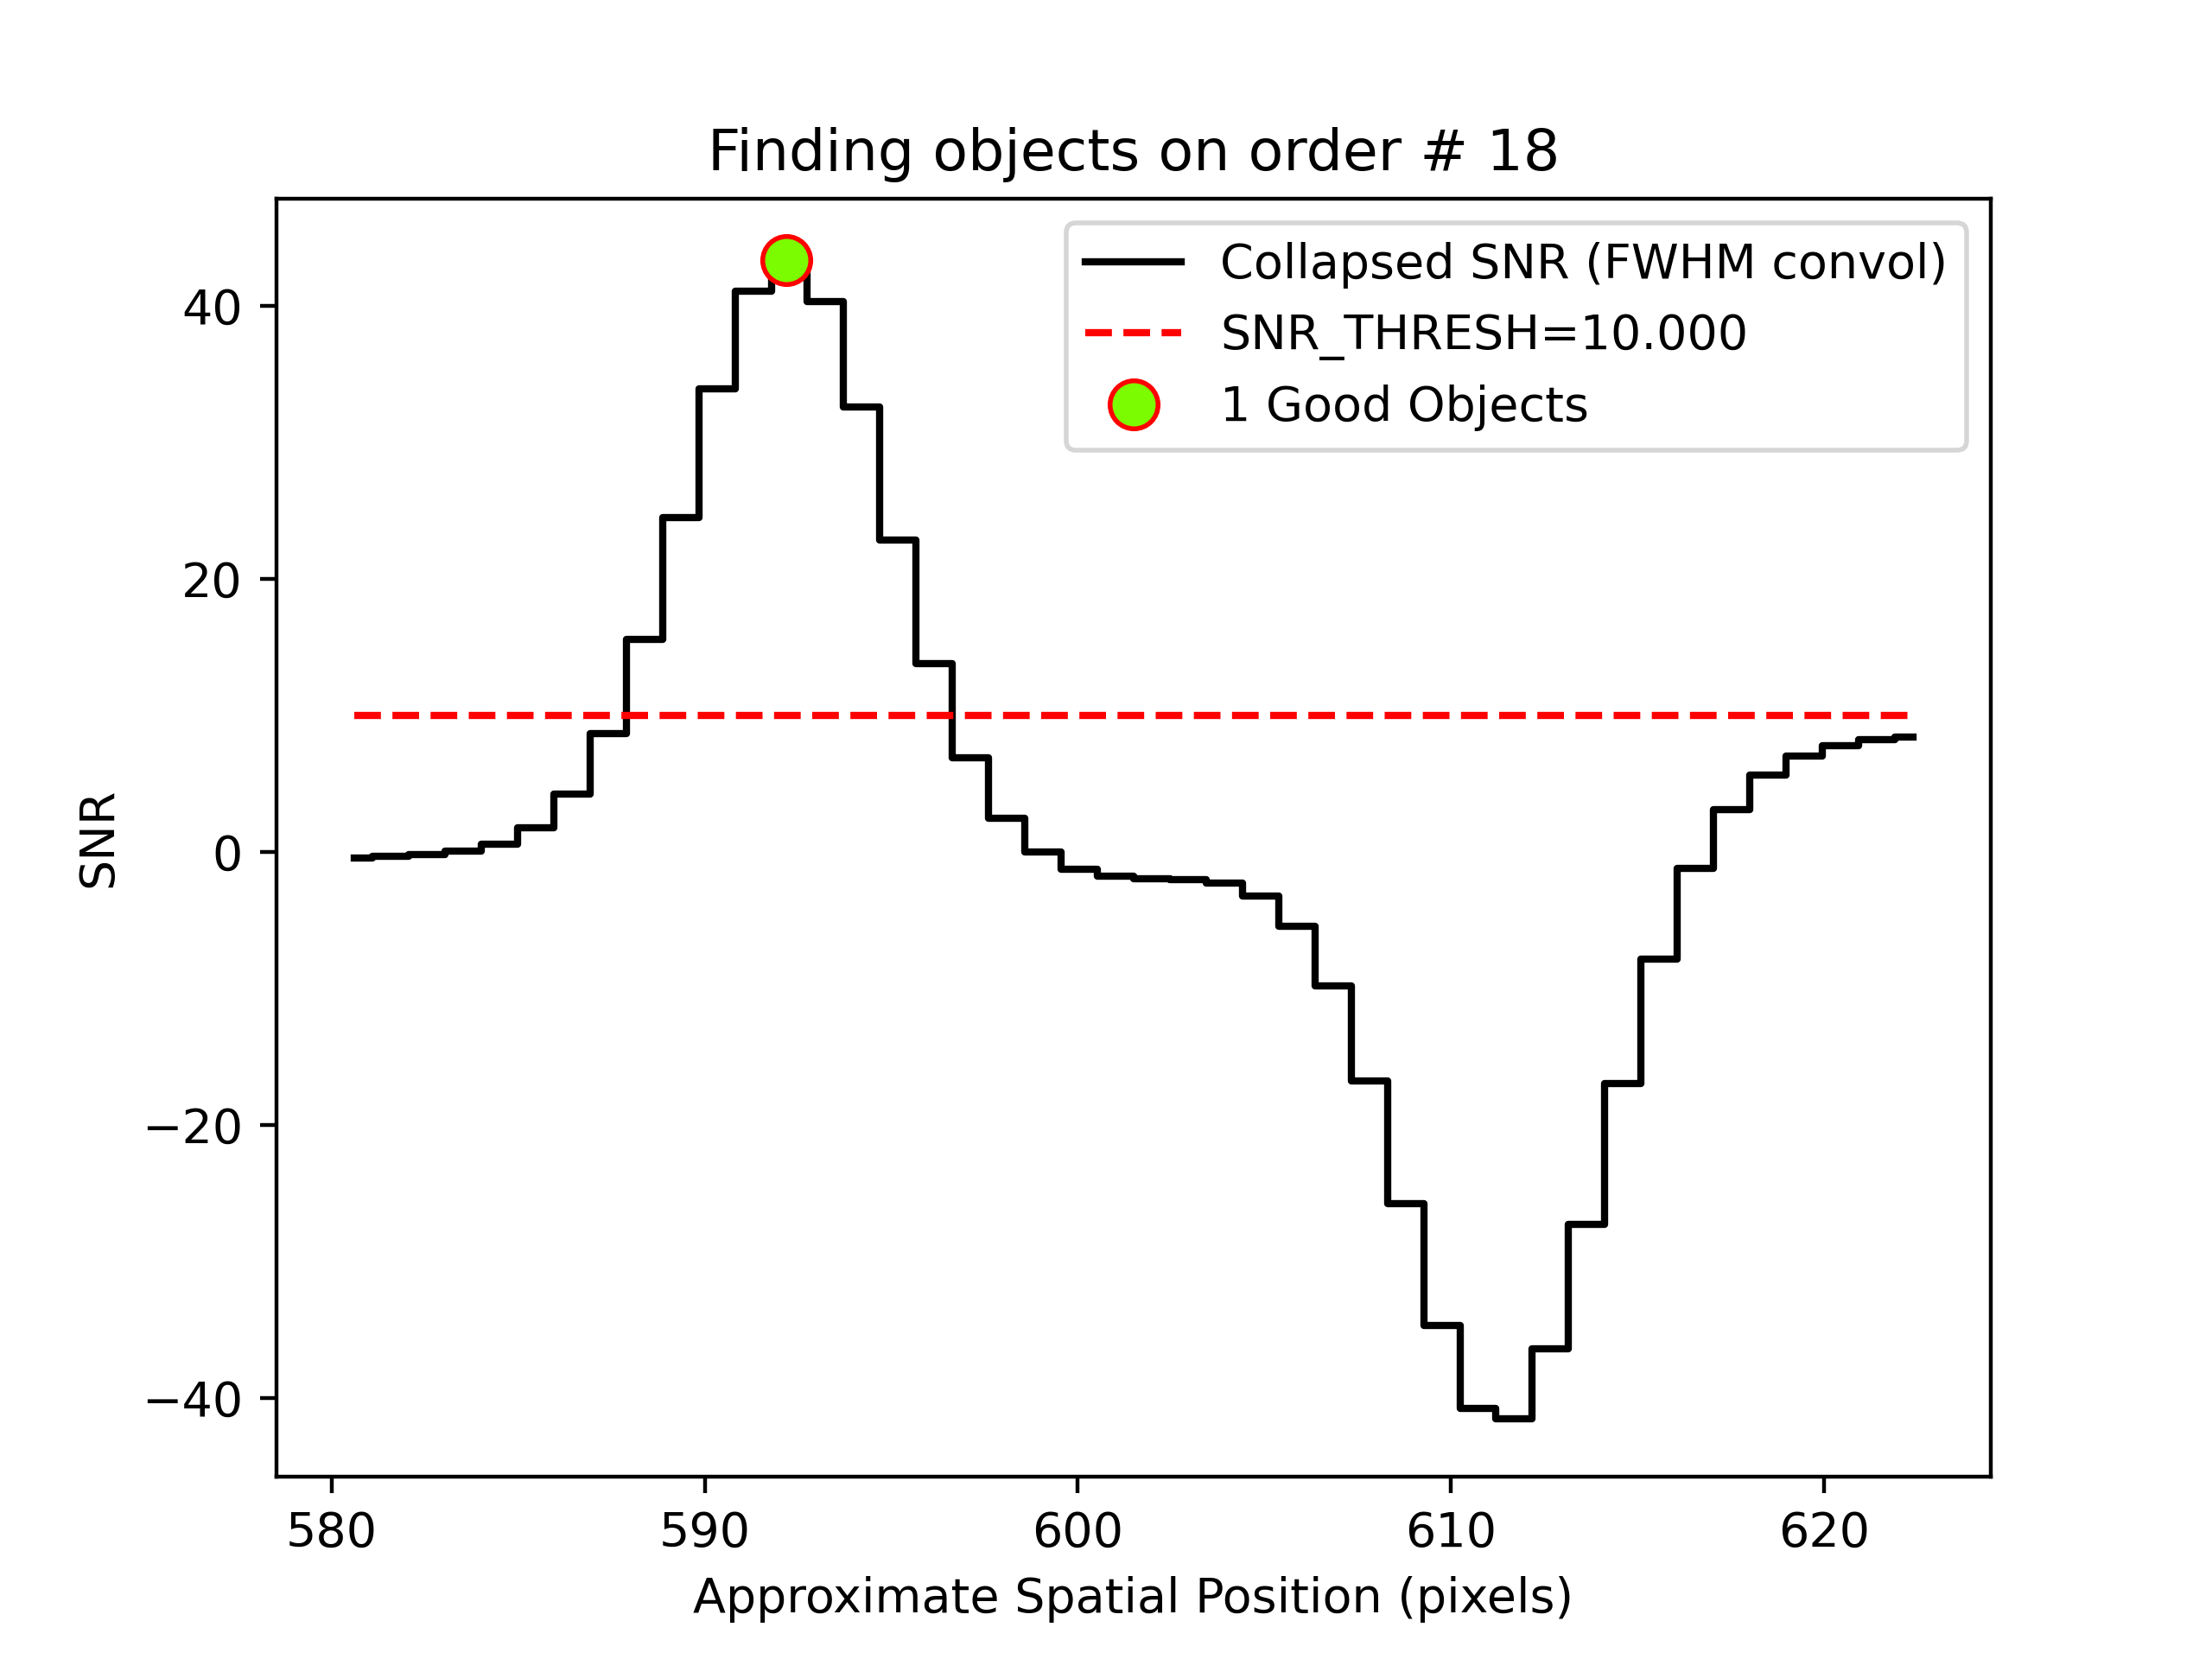 Finding objects on order # 18
Collapsed SNR (FWHM convol)
SNR_THRESH=10.000
1 Good Objects
40
20
0
−20
−40
SNR
580 590 600 610 620
Approximate Spatial Position (pixels)